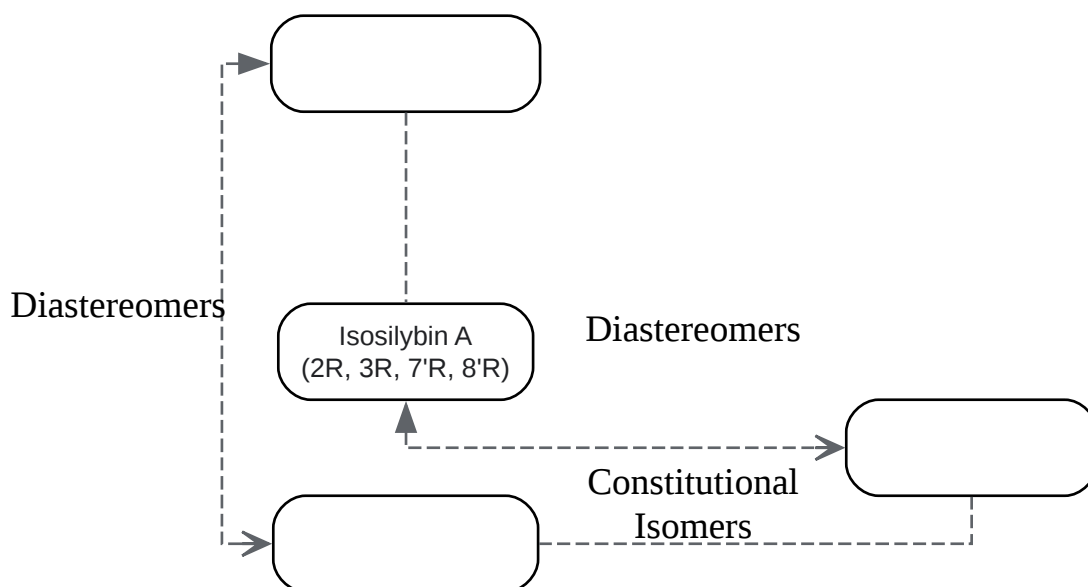 Diastereomers
Isosilybin A
(2R, 3R, 7'R, 8'R)
Diastereomers
Constitutional
Isomers